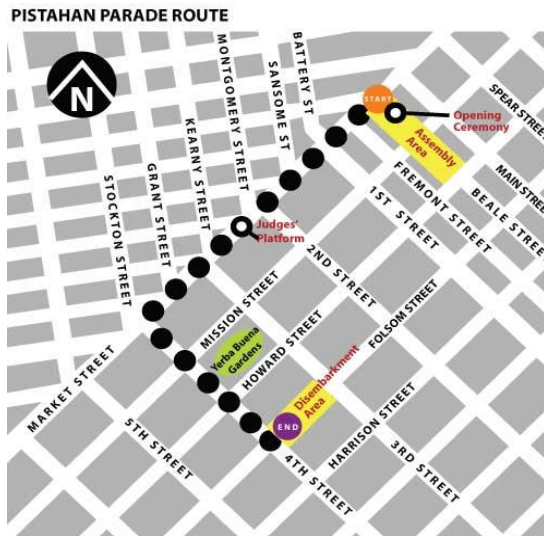 PISTAHAN PARADE ROUTE
N
STOCKTON STREET
GRANT STREET
KEARNY STREET
MONTGOMERY STREET
SANSOME ST
BATTERY ST
START
Opening
Ceremony
Assembly
Area
SPEAR STREET
MAIN STREET
BEALE STREET
FREMONT STREET
1ST STREET
2ND STREET
Judges'
Platform
MISSION STREET
Yerba Buena
Gardens
HOWARD STREET
FOLSOM STREET
Disembarkment
Area
END
HARRISON STREET
3RD STREET
4TH STREET
5TH STREET
MARKET STREET